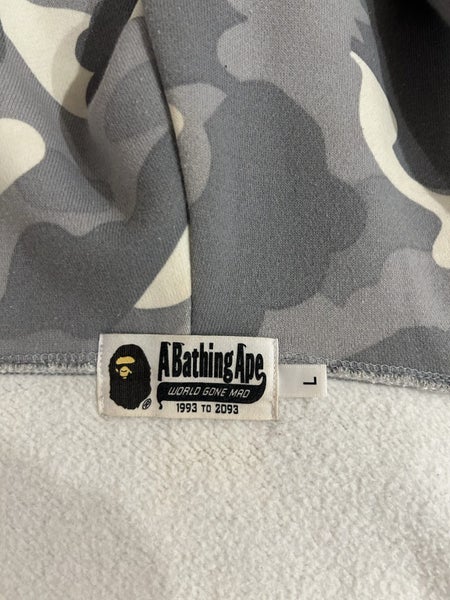 A Bathing Ape
WORLD GONE MAD
1993 TO 2093
®
L